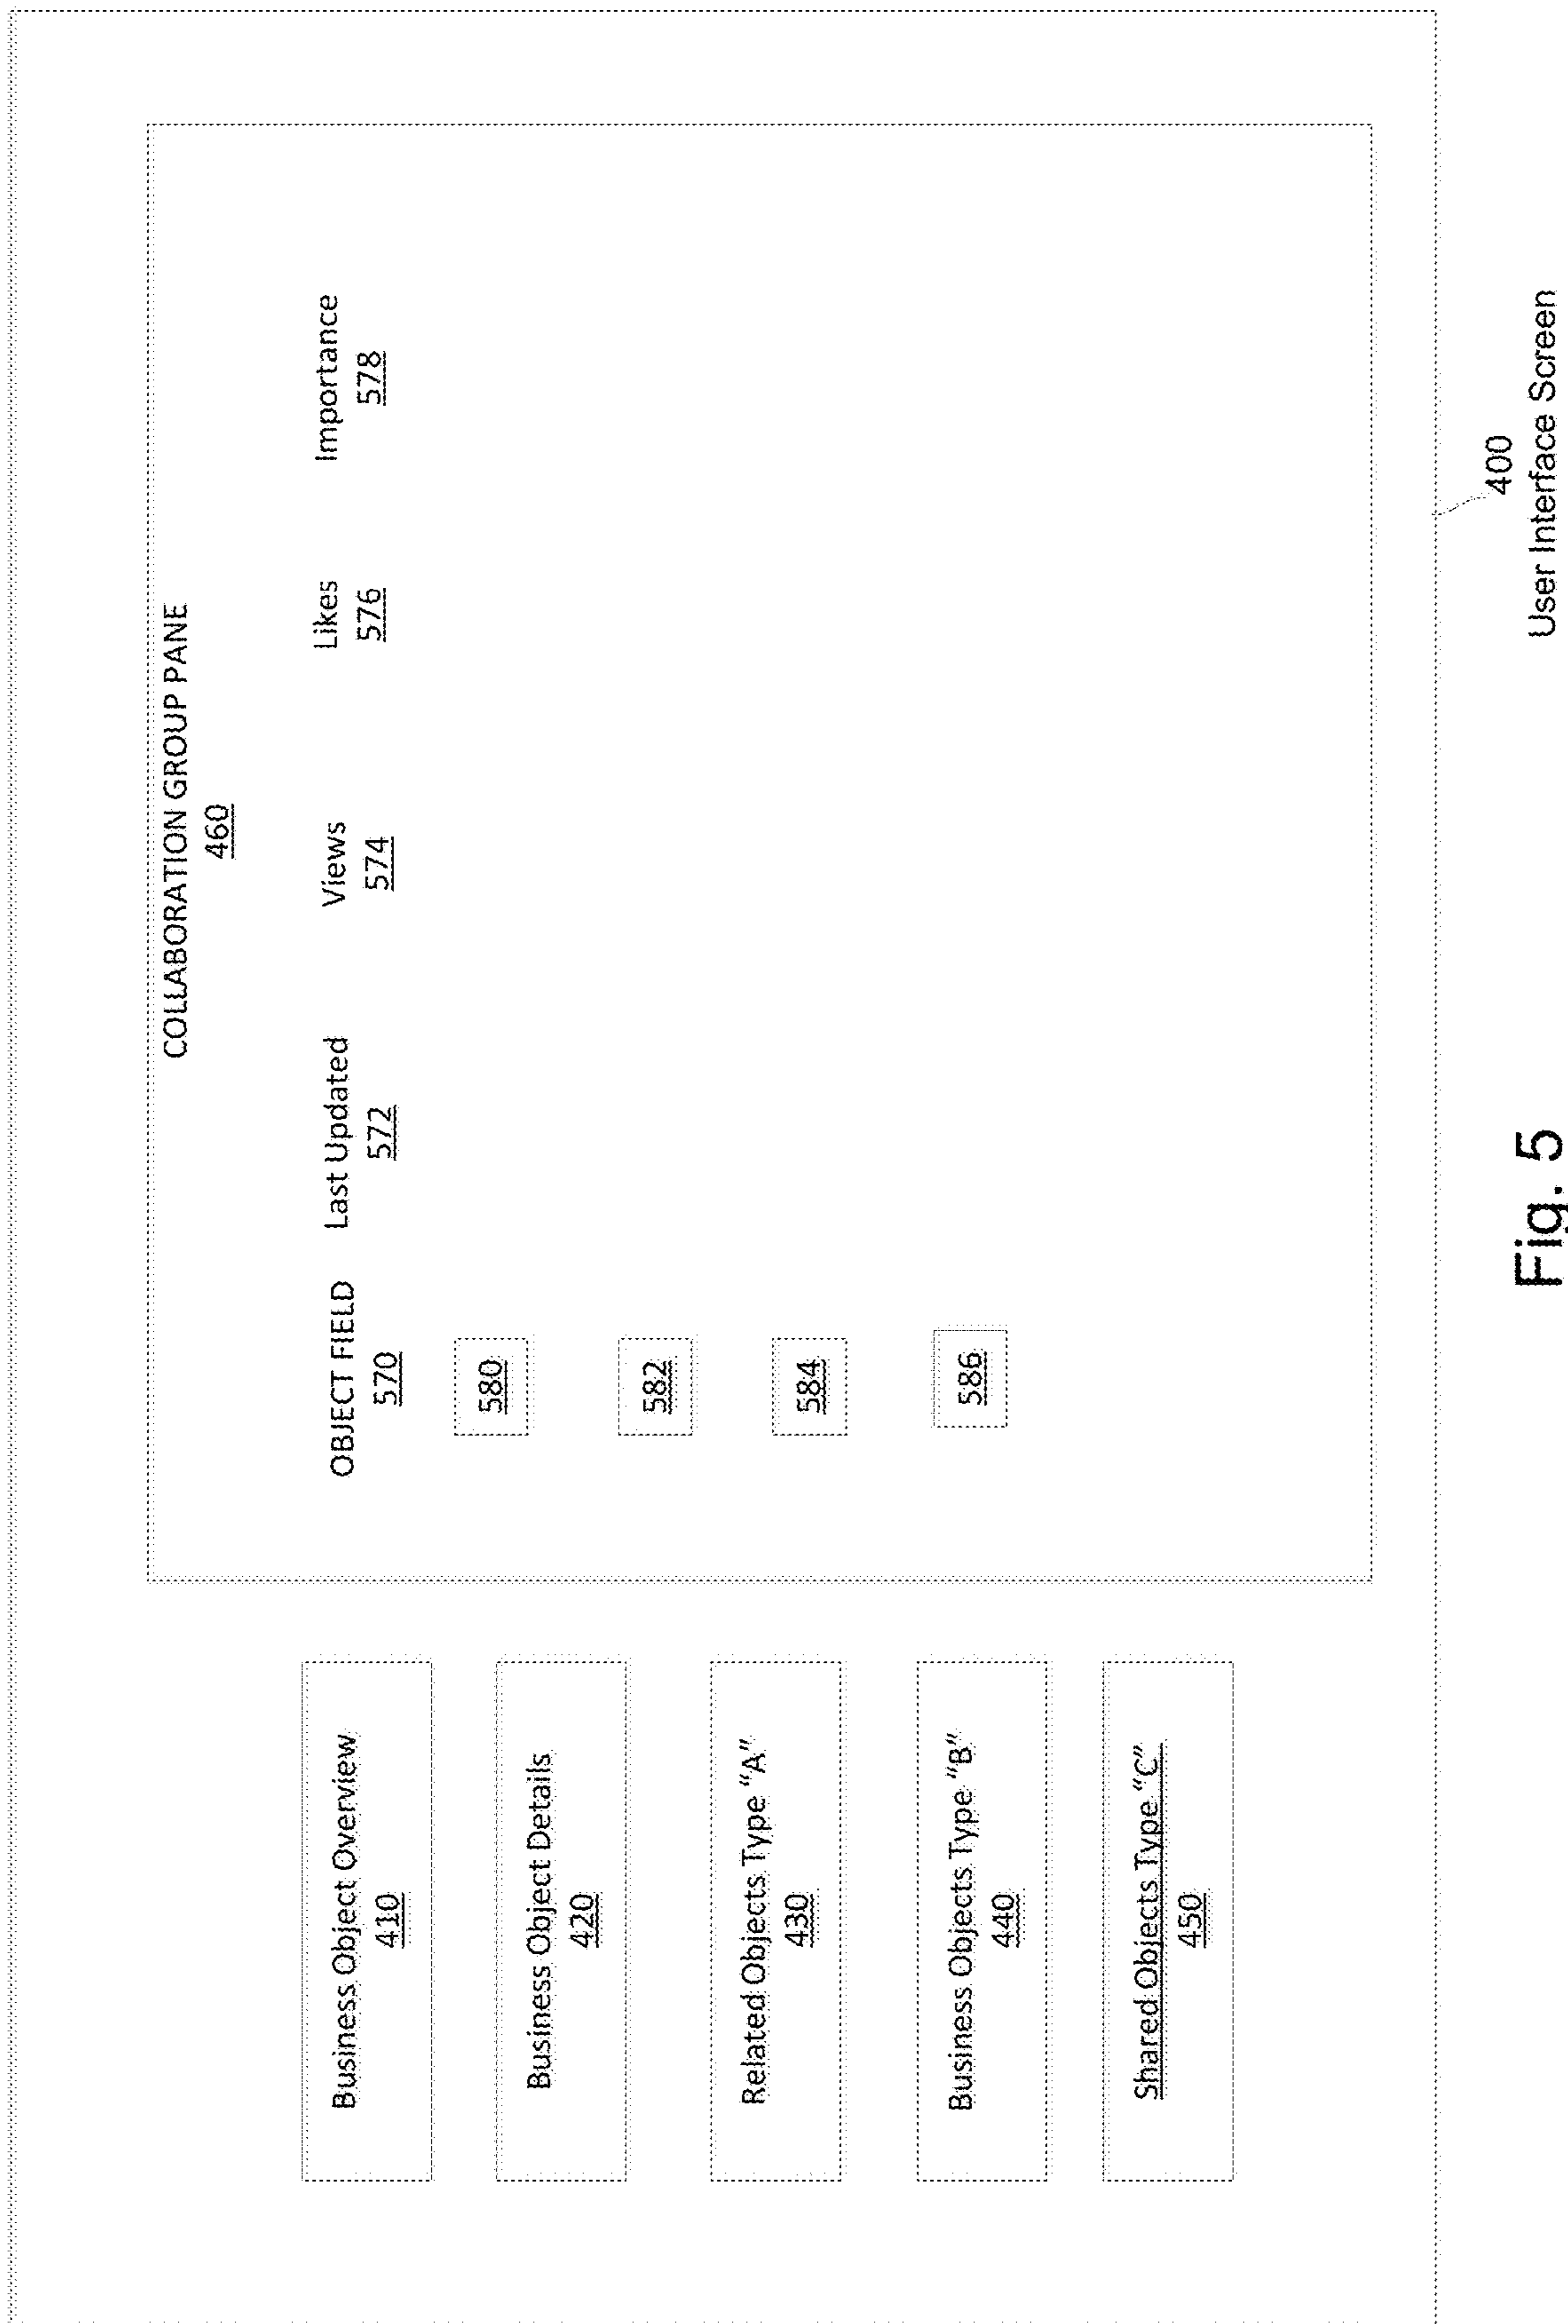 COLLABORATION GROUP PANE
460
Business Object Overview
410
Business Object Details
420
Related Objects Type “A”
430
Business Objects Type “B”
440
Shared Objects Type “C”
450
OBJECT FIELD
570
Last Updated
572
Views
574
Likes
576
Importance
578
580
582
584
586
400
User Interface Screen
Fig. 5